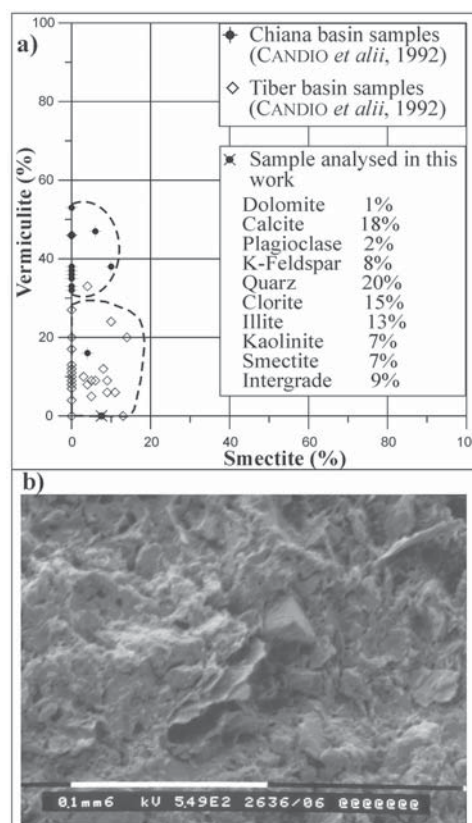 a)
100
80
60
40
20
0
Vermiculite (%)
0 20 40 60 80 100
Smectite (%)
Chiana basin samples
(CANDIO et alii, 1992)
Tiber basin samples
(CANDIO et alii, 1992)
Sample analysed in this
work
Dolomite 1%
Calcite 18%
Plagioclase 2%
K-Feldspar 8%
Quarz 20%
Clorite 15%
Illite 13%
Kaolinite 7%
Smectite 7%
Intergrade 9%
b)
0.1mm6 kV 5.49E2 2636/06 @@@@@@@